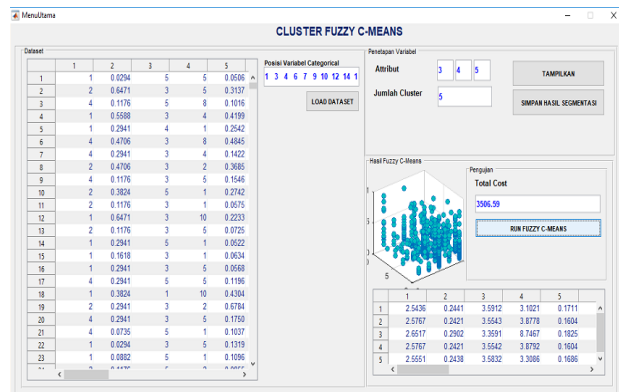 MenuUtama
CLUSTER FUZZY C-MEANS
Dataset
1 2 3 4 5
1 1 0.0294 5 5 0.0506
2 2 0.6471 3 5 0.3137
3 4 0.1176 5 8 0.1016
4 1 0.5588 3 4 0.4199
5 1 0.2941 4 1 0.2542
6 4 0.4706 3 8 0.4845
7 4 0.2941 3 4 0.1422
8 2 0.4706 3 2 0.3685
9 4 0.1176 3 5 0.1546
10 2 0.3824 5 1 0.2742
11 2 0.1176 3 1 0.0575
12 1 0.6471 3 10 0.2233
13 2 0.1176 3 5 0.0725
14 1 0.2941 5 1 0.0522
15 1 0.1618 3 1 0.0634
16 1 0.2941 3 5 0.0568
17 4 0.2941 5 5 0.1196
18 1 0.3824 1 10 0.4304
19 2 0.2941 3 2 0.6784
20 4 0.2941 3 5 0.1750
21 4 0.0735 5 1 0.1037
22 1 0.0294 3 5 0.1319
23 1 0.0882 5 1 0.1096
Posisi Variabel Categorical
1 3 4 6 7 9 10 12 14 1
LOAD DATASET
Penetapan Variabel
Attribut 3 4 5
TAMPILKAN
Jumlah Cluster 5
SIMPAN HASIL SEGMENTASI
Hasil Fuzzy C-Means
Pengujian
Total Cost
3506.59
RUN FUZZY C-MEANS
5
1 2 3 4 5
1 2.5436 0.2441 3.5912 3.1021 0.1711
2 2.5767 0.2421 3.5543 3.8778 0.1604
3 2.6517 0.2902 3.3591 8.7467 0.1825
4 2.5767 0.2421 3.5542 3.8792 0.1604
5 2.5551 0.2438 3.5832 3.3086 0.1686